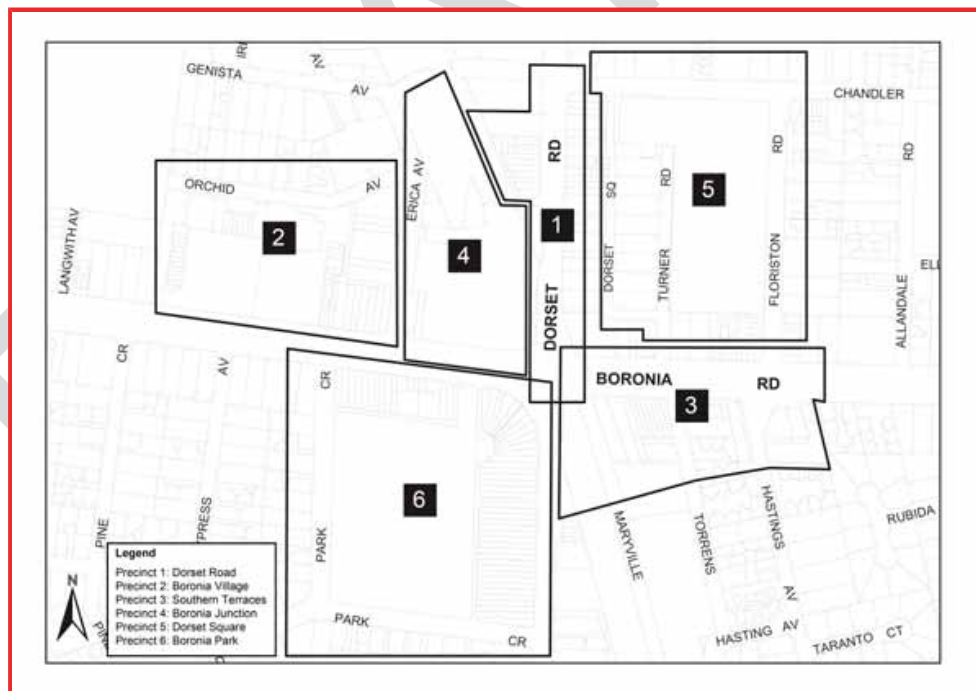 GENISTA
AV
AV
CHANDLER
ORCHID
AV
ERICA AV
RD
SQ
RD
RD
RD
1
2
4
5
LANGWITH AV
DORSET
DORSET
TURNER
FLORISTON
ALLANDALE
CR
AV
CR
BORONIA RD
3
6
PINE
PARK
MARYVILLE
TORRENS
HASTINGS
AV
RUBIDA
PARK
CR
HASTING AV
TARANTO CT
N
Legend
Precinct 1: Dorset Road
Precinct 2: Boronia Village
Precinct 3: Southern Terraces
Precinct 4: Boronia Junction
Precinct 5: Dorset Square
Precinct 6: Boronia Park